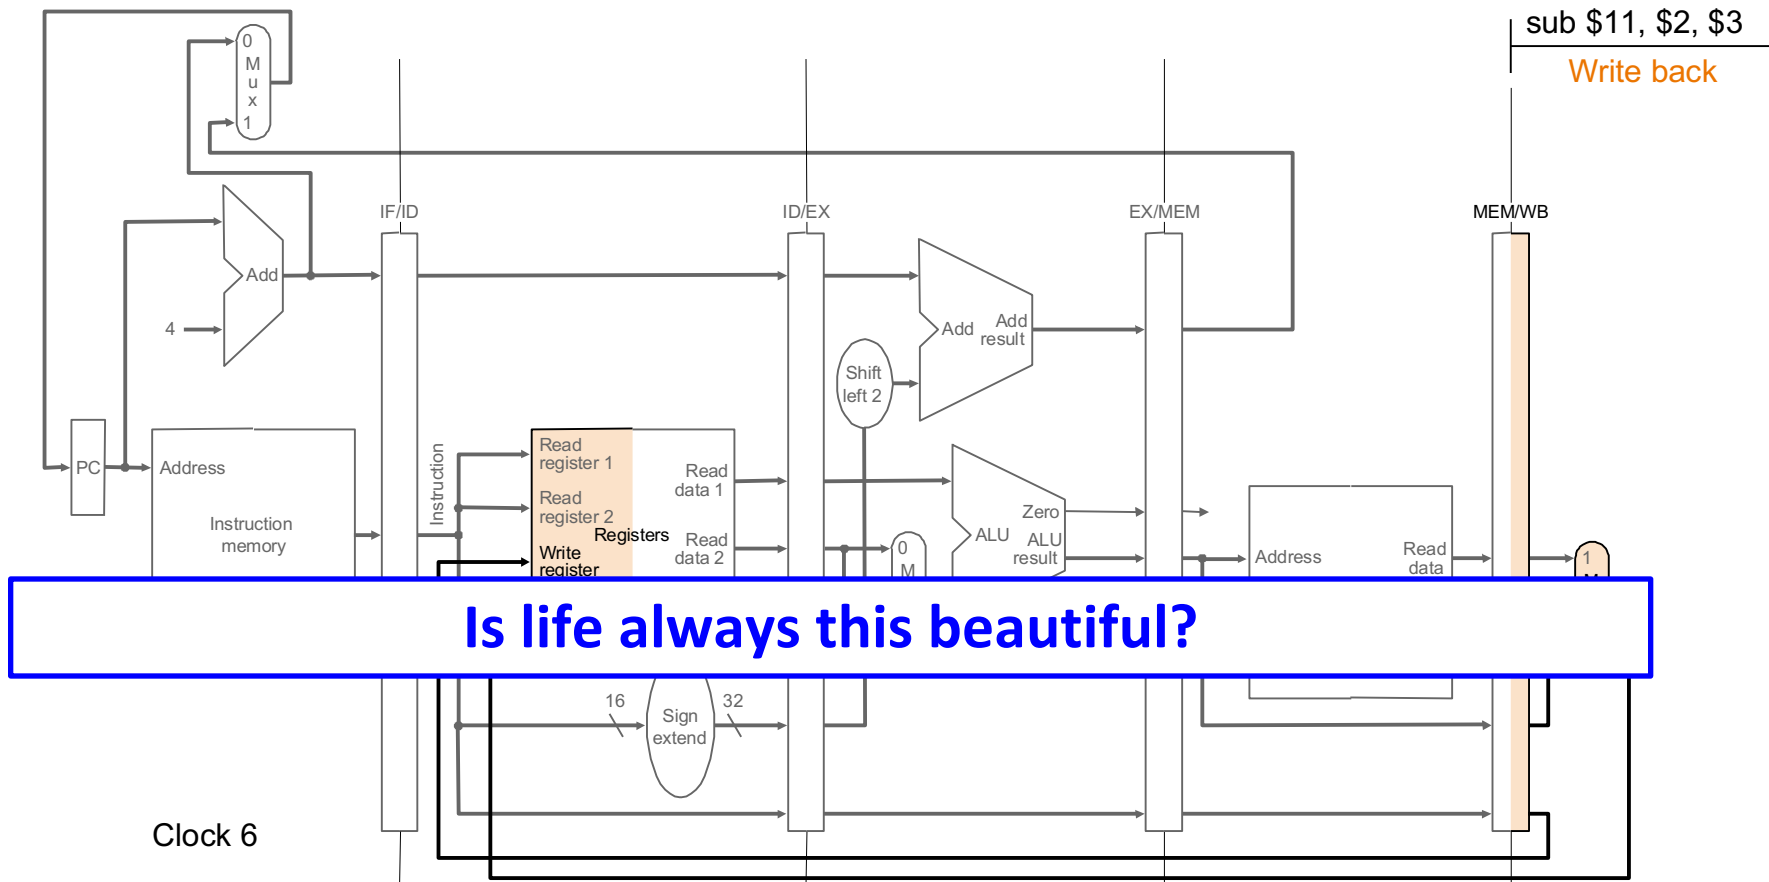 sub $11, $2, $3
Write back
0
M
u
x
1
IF/ID
ID/EX
EX/MEM
MEM/WB
Add
4
Add
Add
result
Shift
left 2
PC
Address
Instruction
memory
Instruction
Read
register 1
Read
register 2
Registers
Write
register
Read
data 1
Read
data 2
0
M
Zero
ALU
ALU
result
Address
Read
data
1
Is life always this beautiful?
16
Sign
extend
32
Clock 6